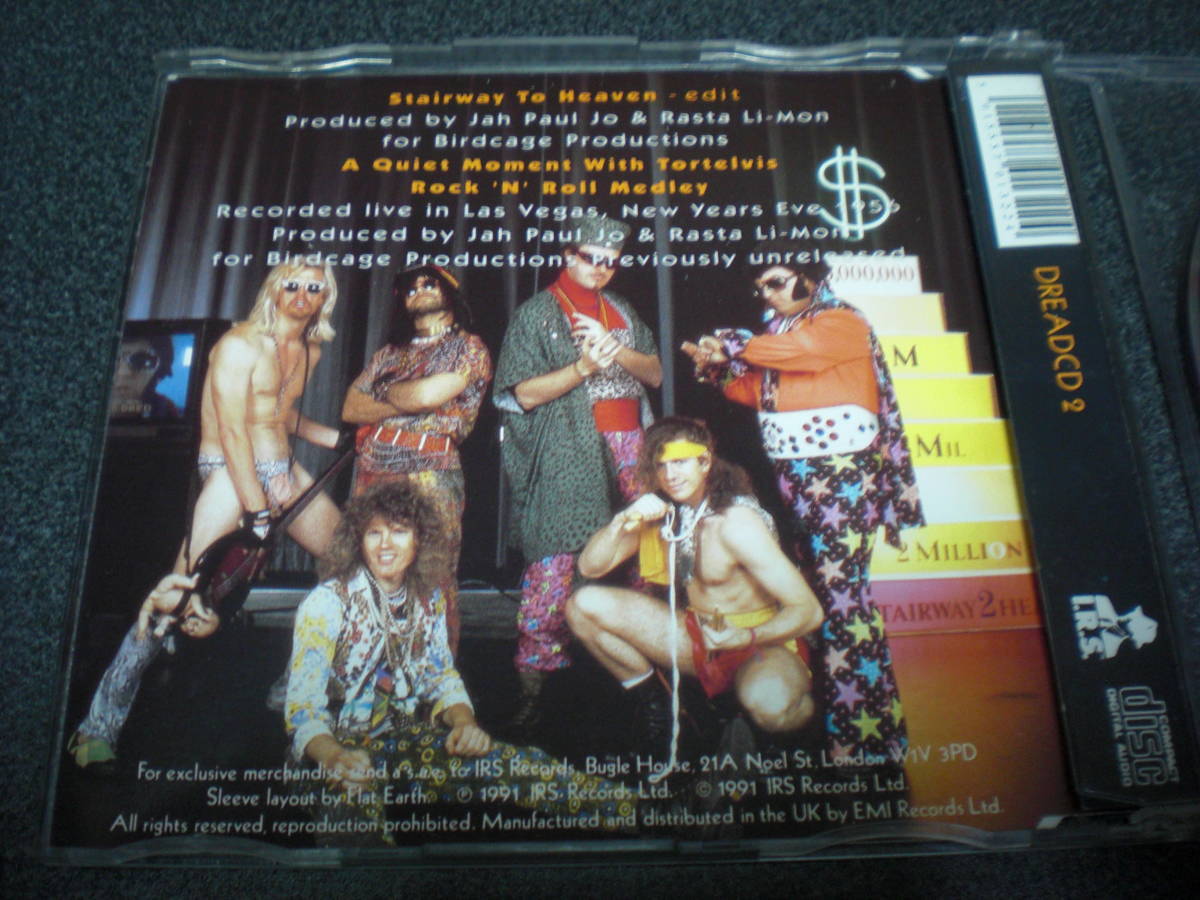 Stairway To Heaven - edit
Produced by Jah Paul Jo & Rasta Li-Mon
for Birdcage Productions
A Quiet Moment With Tortelvis
Rock 'N' Roll Medley
Recorded live in Las Vegas, New Years Eve 1956
Produced by Jah Paul Jo & Rasta Li-Mon
for Birdcage Productions Previously unreleased
$
,000,000
M
MIL
2 MILLION
TAIRWAY 2 HE
For exclusive merchandise send a s.a.e. to IRS Records, Bugle House, 21A Noel St. London W1V 3PD
Sleeve layout by Flat Earth. ℗ 1991 IRS Records Ltd. © 1991 IRS Records Ltd.
All rights reserved, reproduction prohibited. Manufactured and distributed in the UK by EMI Records Ltd.
DREADCD 2
I.R.S
COMPACT
disc
DIGITAL AUDIO